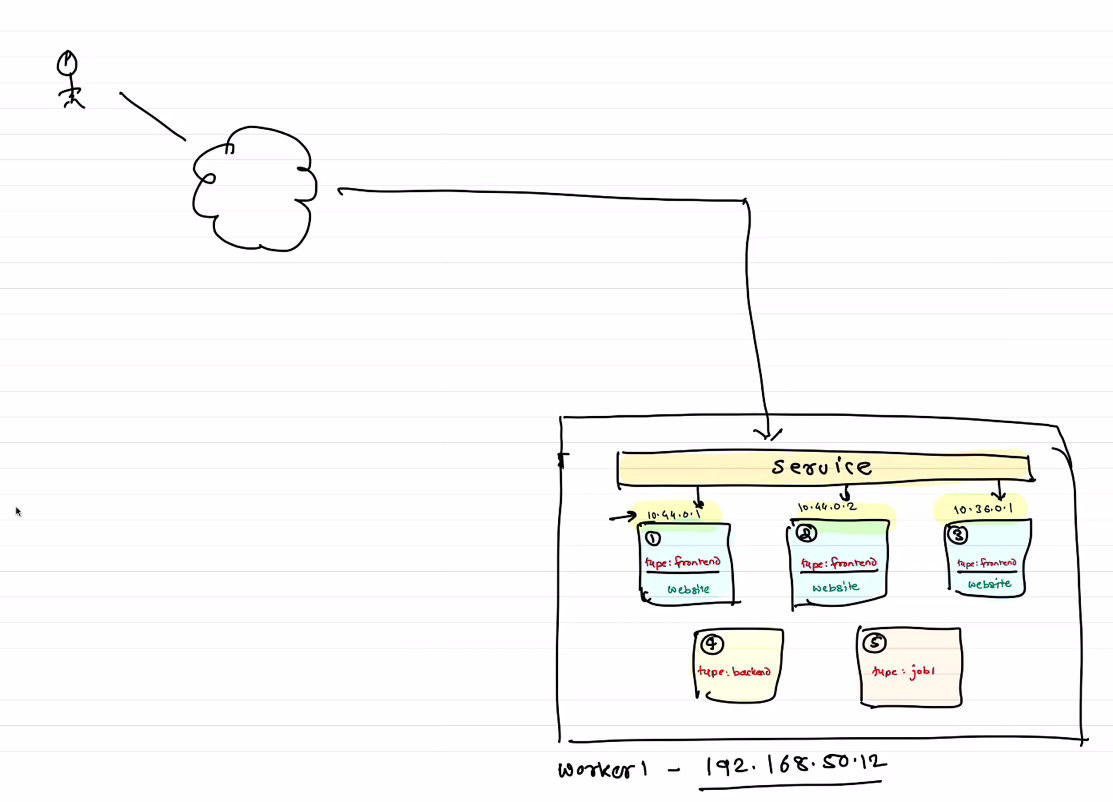 service
10.44.0.1
10.44.0.2
10.36.0.1
1
type: frontend
website
2
type: frontend
website
3
type: frontend
website
4
type: backend
5
type: job1
worker1 - 192.168.50.12